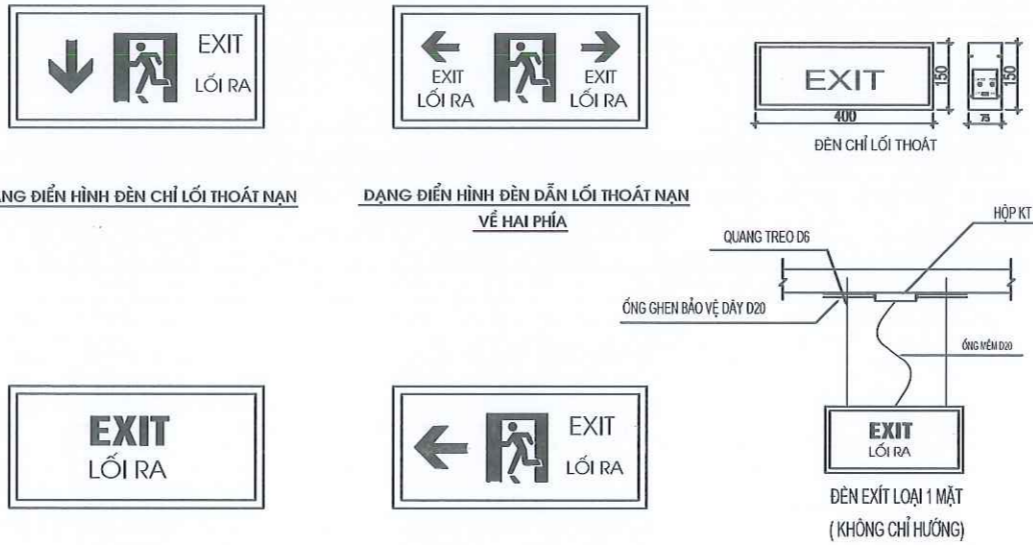 EXIT
LỐI RA
EXIT
LỐI RA
EXIT
LỐI RA
EXIT
150
400
150
75
ĐÈN CHỈ LỐI THOÁT
ẠNG ĐIỂN HÌNH ĐÈN CHỈ LỐI THOÁT NẠN
DẠNG ĐIỂN HÌNH ĐÈN DẪN LỐI THOÁT NẠN
VỀ HAI PHÍA
HỘP KT
QUANG TREO D6
ỐNG GHEN BẢO VỆ DÂY D20
ỐNG MỀM D20
EXIT
LỐI RA
EXIT
LỐI RA
EXIT
LỐI RA
ĐÈN EXÍT LOẠI 1 MẶT
( KHÔNG CHỈ HƯỚNG)